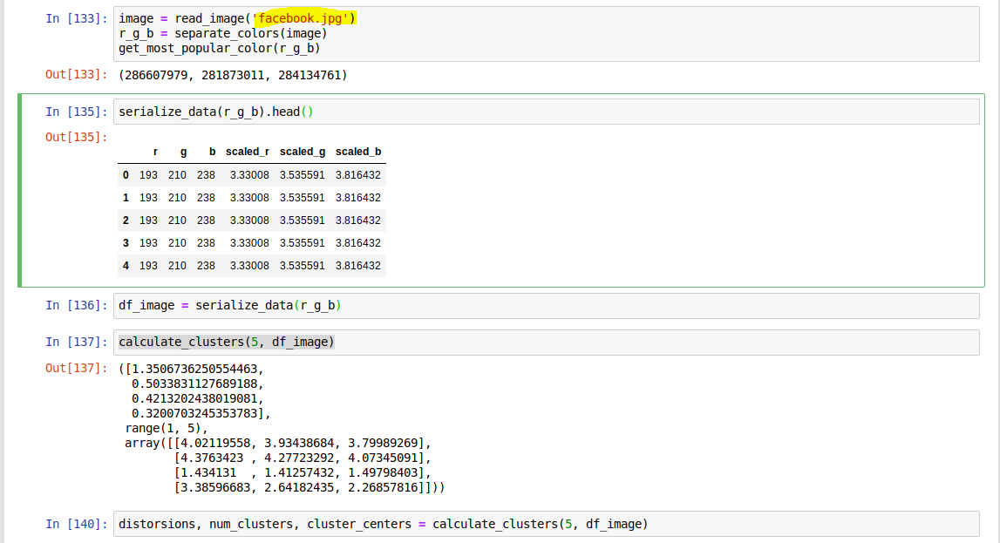 In [133]: image = read_image('facebook.jpg')
r_g_b = separate_colors(image)
get_most_popular_color(r_g_b)
Out[133]: (286607979, 281873011, 284134761)
In [135]: serialize_data(r_g_b).head()
Out[135]:
r g b scaled_r scaled_g scaled_b
0 193 210 238 3.33008 3.535591 3.816432
1 193 210 238 3.33008 3.535591 3.816432
2 193 210 238 3.33008 3.535591 3.816432
3 193 210 238 3.33008 3.535591 3.816432
4 193 210 238 3.33008 3.535591 3.816432
In [136]: df_image = serialize_data(r_g_b)
In [137]: calculate_clusters(5, df_image)
Out[137]: ([1.3506736250554463,
0.5033831127689188,
0.4213202438019081,
0.3200703245353783],
range(1, 5),
array([[4.02119558, 3.93438684, 3.79989269],
[4.3763423 , 4.27723292, 4.07345091],
[1.434131  , 1.41257432, 1.49798403],
[3.38596683, 2.64182435, 2.26857816]]))
In [140]: distorsions, num_clusters, cluster_centers = calculate_clusters(5, df_image)